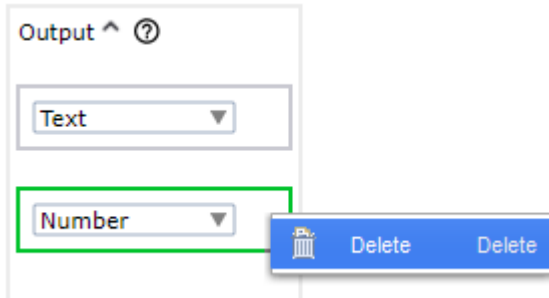 Output ^ ?
Text ▼
Number ▼
Delete Delete